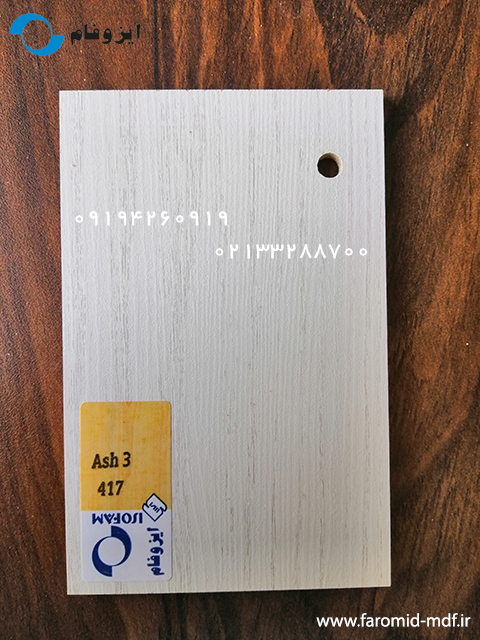 ایزوفام
۰۹۱۹۴۲۶۰۹۱۹
۰۲۱۳۳۲۸۸۷۰۰
Ash 3
417
ISOFAM
ایزوفام
www.faromid-mdf.ir